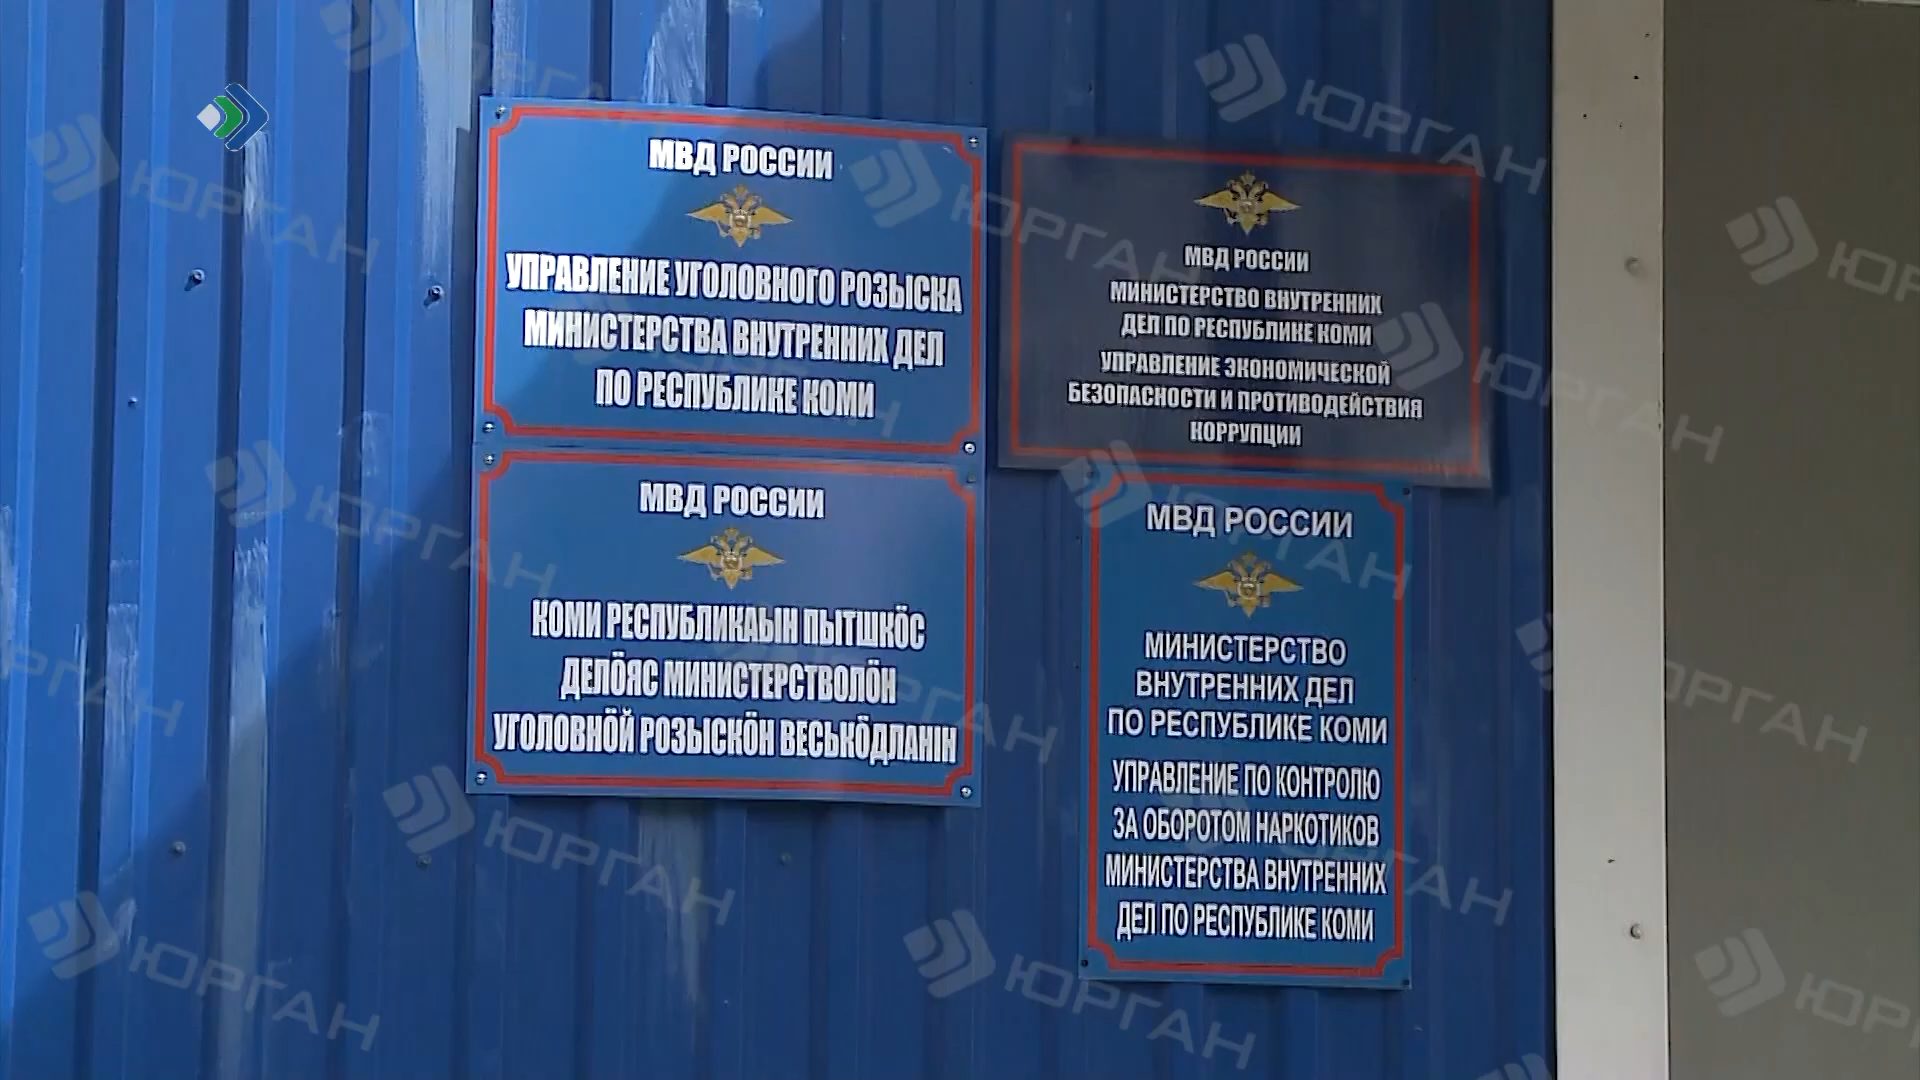 МВД РОССИИ
УПРАВЛЕНИЕ УГОЛОВНОГО РОЗЫСКА
МИНИСТЕРСТВА ВНУТРЕННИХ ДЕЛ
ПО РЕСПУБЛИКЕ КОМИ
МВД РОССИИ
КОМИ РЕСПУБЛИКАЫН ПЫТШКӦС
ДЕЛӦЯС МИНИСТЕРСТВОЛӦН
УГОЛОВНӦЙ РОЗЫСКӦН ВЕСЬКӦДЛАНІН
МВД РОССИИ
МИНИСТЕРСТВО ВНУТРЕННИХ
ДЕЛ ПО РЕСПУБЛИКЕ КОМИ
УПРАВЛЕНИЕ ЭКОНОМИЧЕСКОЙ
БЕЗОПАСНОСТИ И ПРОТИВОДЕЙСТВИЯ
КОРРУПЦИИ
МВД РОССИИ
МИНИСТЕРСТВО
ВНУТРЕННИХ ДЕЛ
ПО РЕСПУБЛИКЕ КОМИ
УПРАВЛЕНИЕ ПО КОНТРОЛЮ
ЗА ОБОРОТОМ НАРКОТИКОВ
МИНИСТЕРСТВА ВНУТРЕННИХ
ДЕЛ ПО РЕСПУБЛИКЕ КОМИ
ЮРГАН